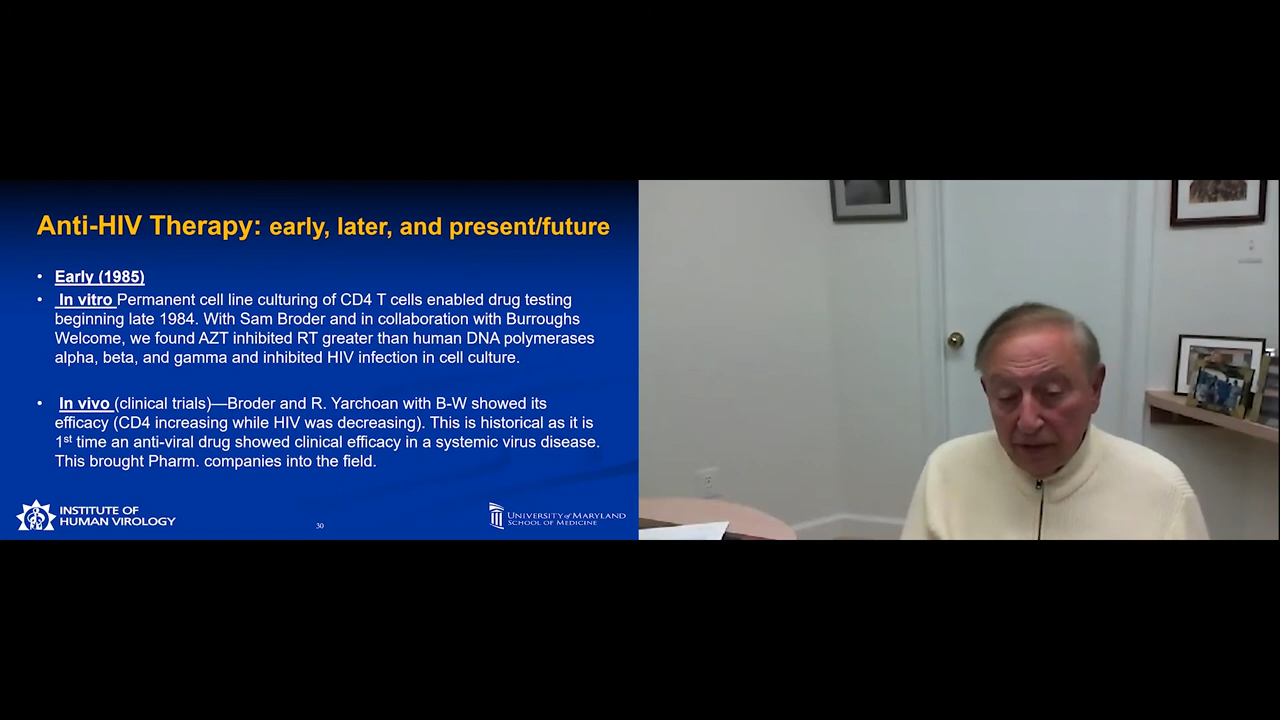 Anti-HIV Therapy: early, later, and present/future
• Early (1985)
• In vitro Permanent cell line culturing of CD4 T cells enabled drug testing
beginning late 1984. With Sam Broder and in collaboration with Burroughs
Welcome, we found AZT inhibited RT greater than human DNA polymerases
alpha, beta, and gamma and inhibited HIV infection in cell culture.
• In vivo (clinical trials)—Broder and R. Yarchoan with B-W showed its
efficacy (CD4 increasing while HIV was decreasing). This is historical as it is
1st time an anti-viral drug showed clinical efficacy in a systemic virus disease.
This brought Pharm. companies into the field.
INSTITUTE OF
HUMAN VIROLOGY
30
UNIVERSITY of MARYLAND
SCHOOL OF MEDICINE